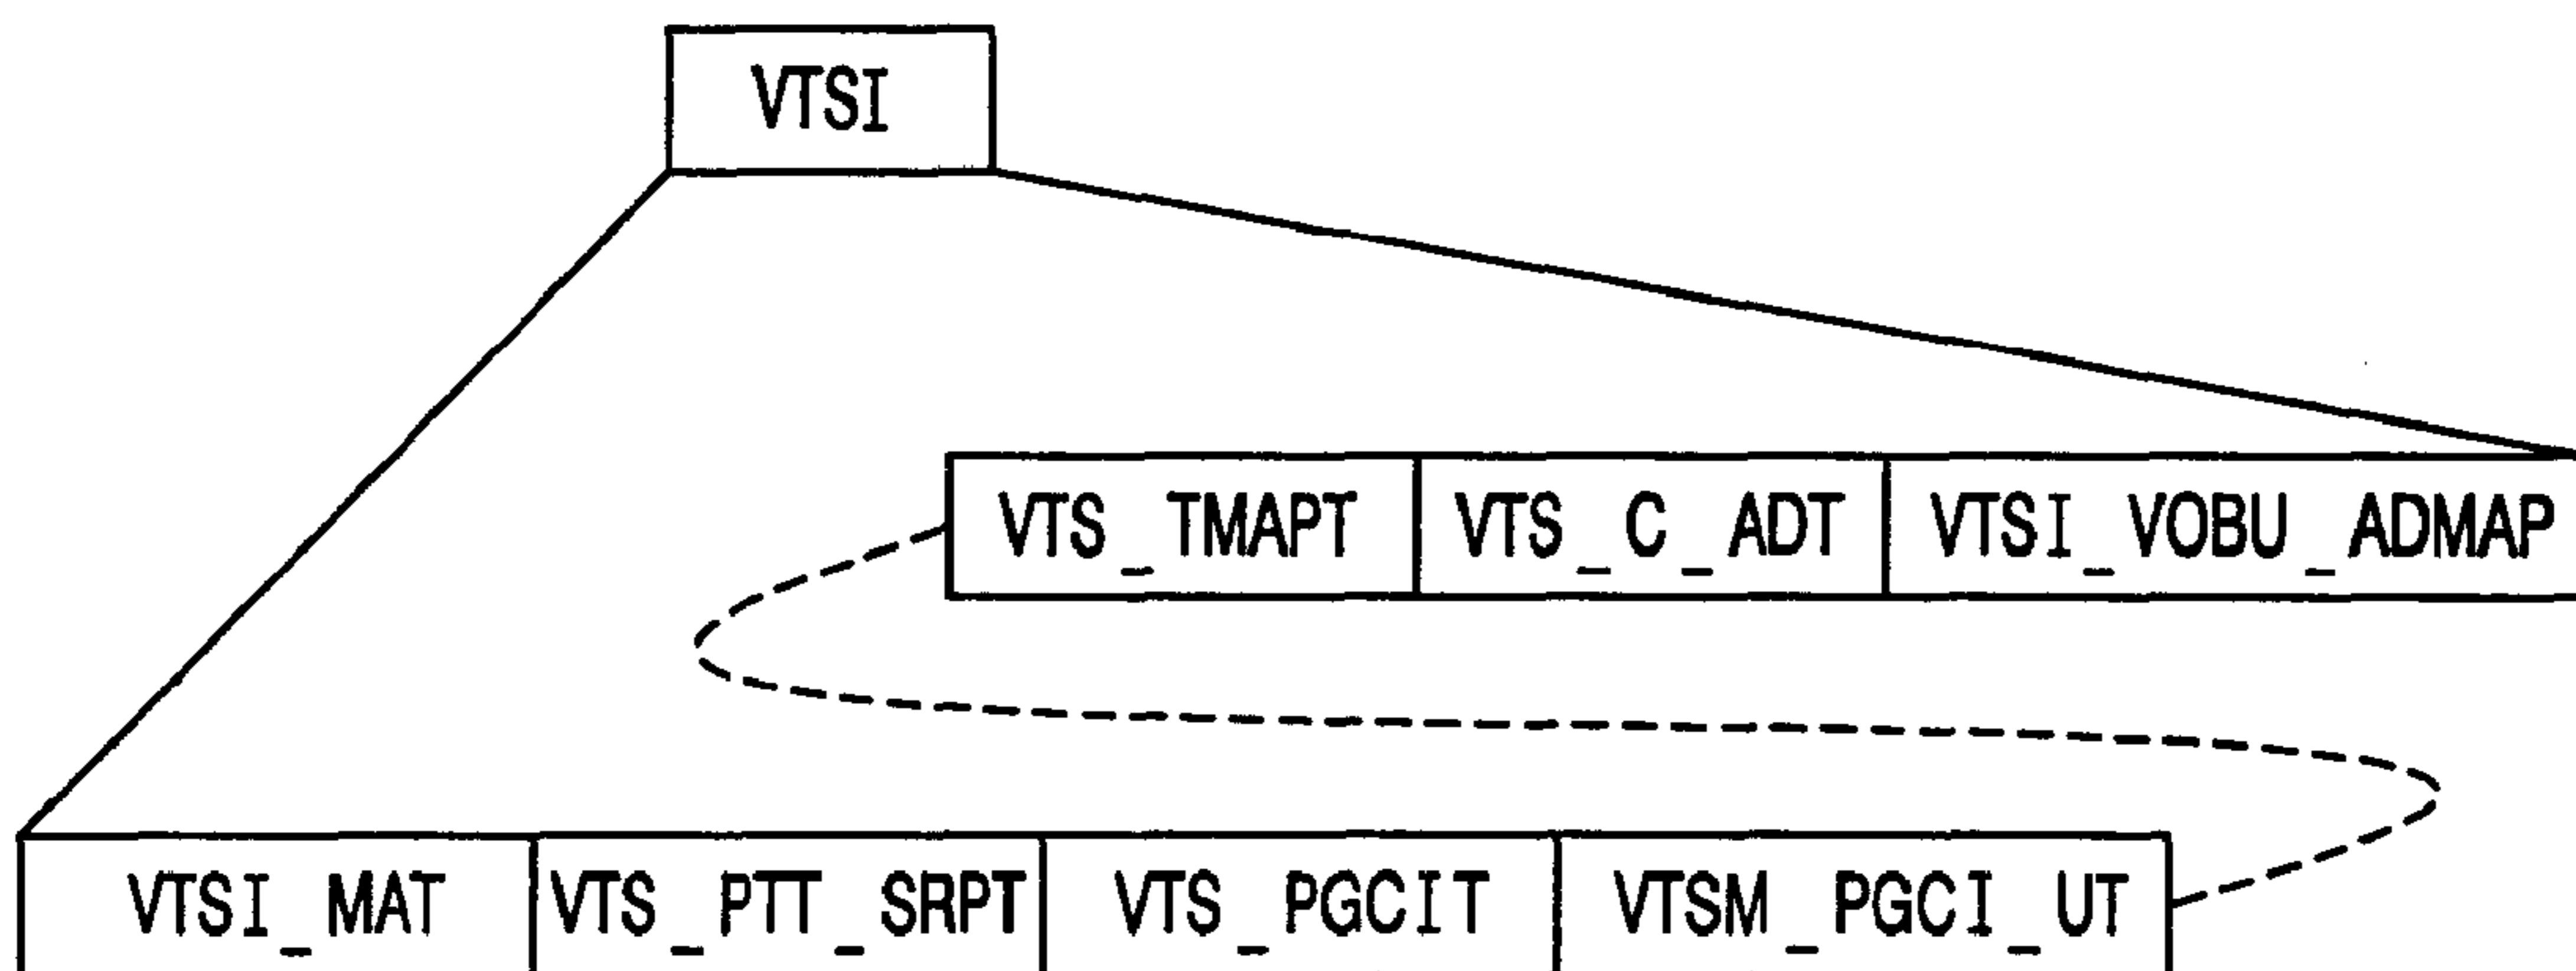 VTSI
VTS_TMAPT VTS_C_ADT VTSI_VOBU_ADMAP
VTSI_MAT VTS_PTT_SRPT VTS_PGCIT VTSM_PGCI_UT